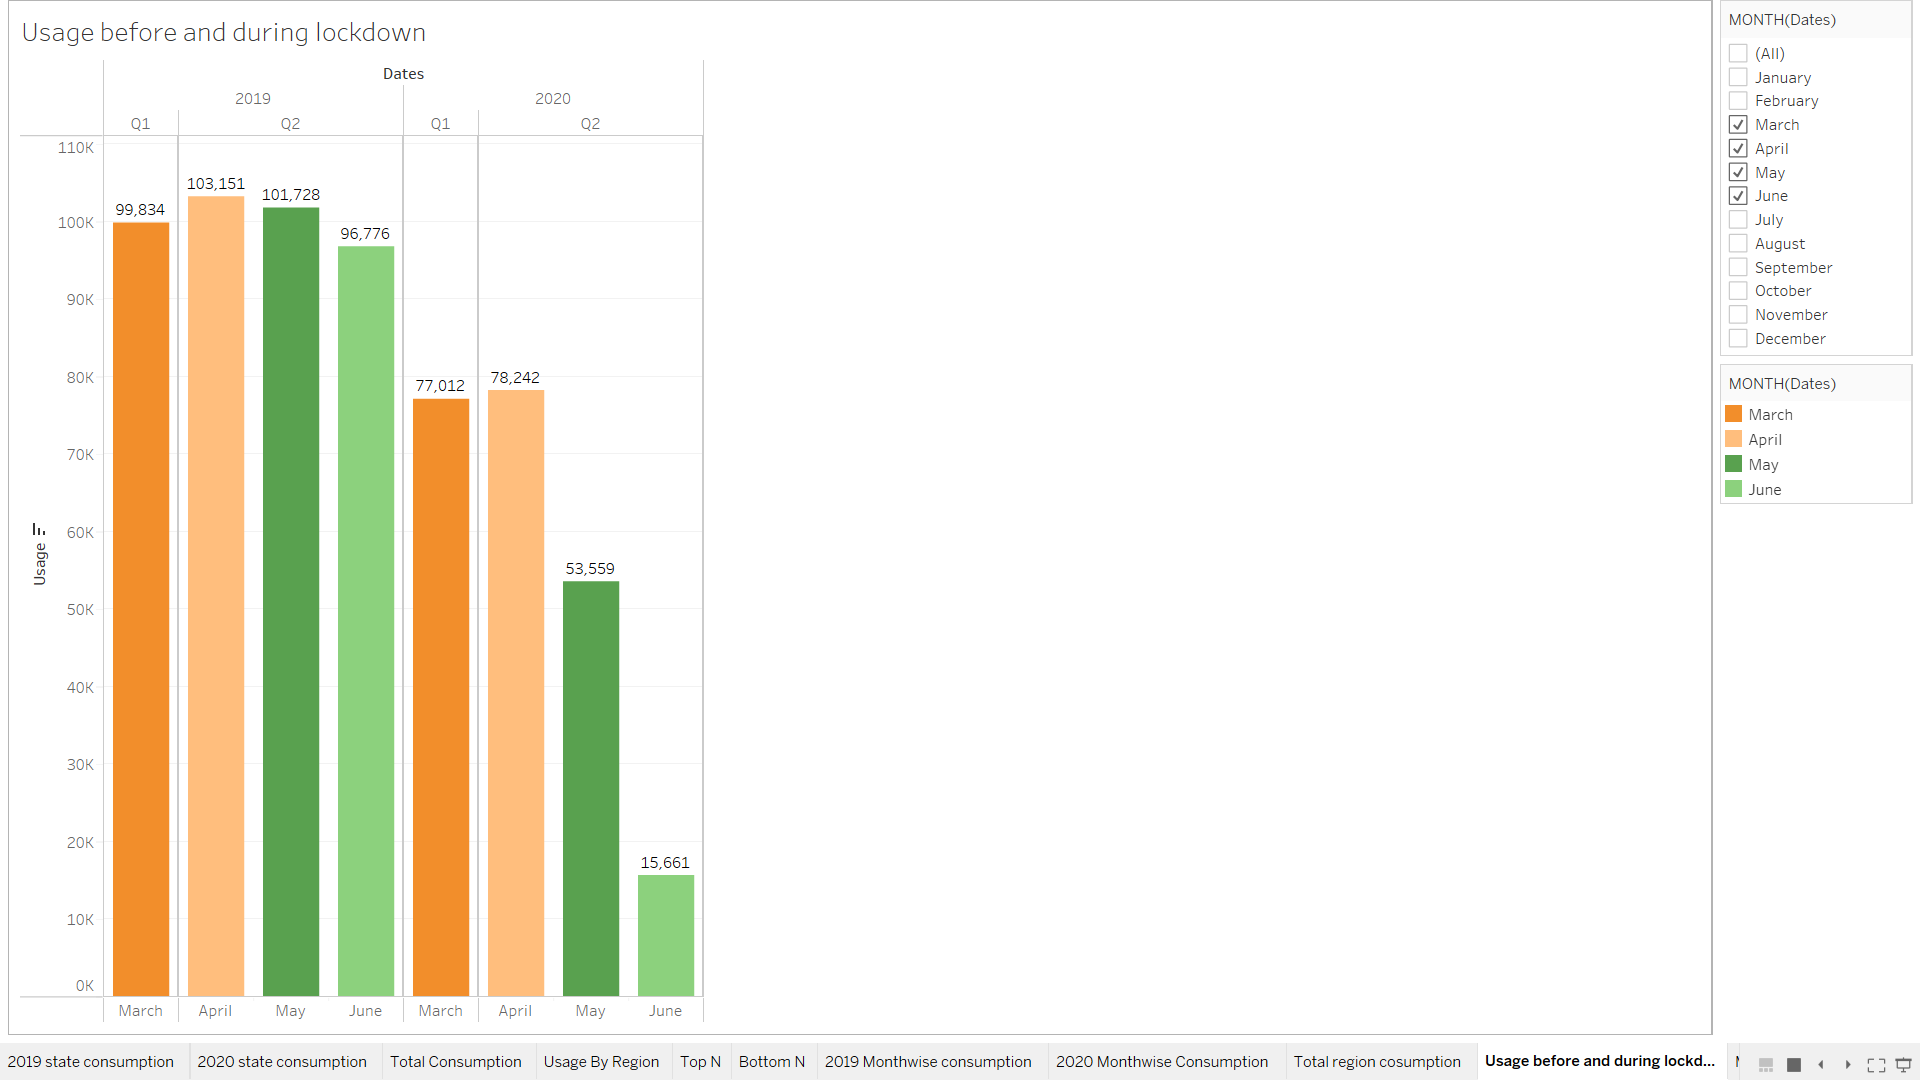 Usage before and during lockdown
Dates
2019
2020
Q1
Q2
Q1
Q2
110K
100K
90K
80K
70K
60K
50K
40K
30K
20K
10K
0K
Usage
99,834
103,151
101,728
96,776
77,012
78,242
53,559
15,661
March
April
May
June
March
April
May
June
MONTH(Dates)
(All)
January
February
March
April
May
June
July
August
September
October
November
December
MONTH(Dates)
March
April
May
June
2019 state consumption
2020 state consumption
Total Consumption
Usage By Region
Top N
Bottom N
2019 Monthwise consumption
2020 Monthwise Consumption
Total region cosumption
Usage before and during lockd...